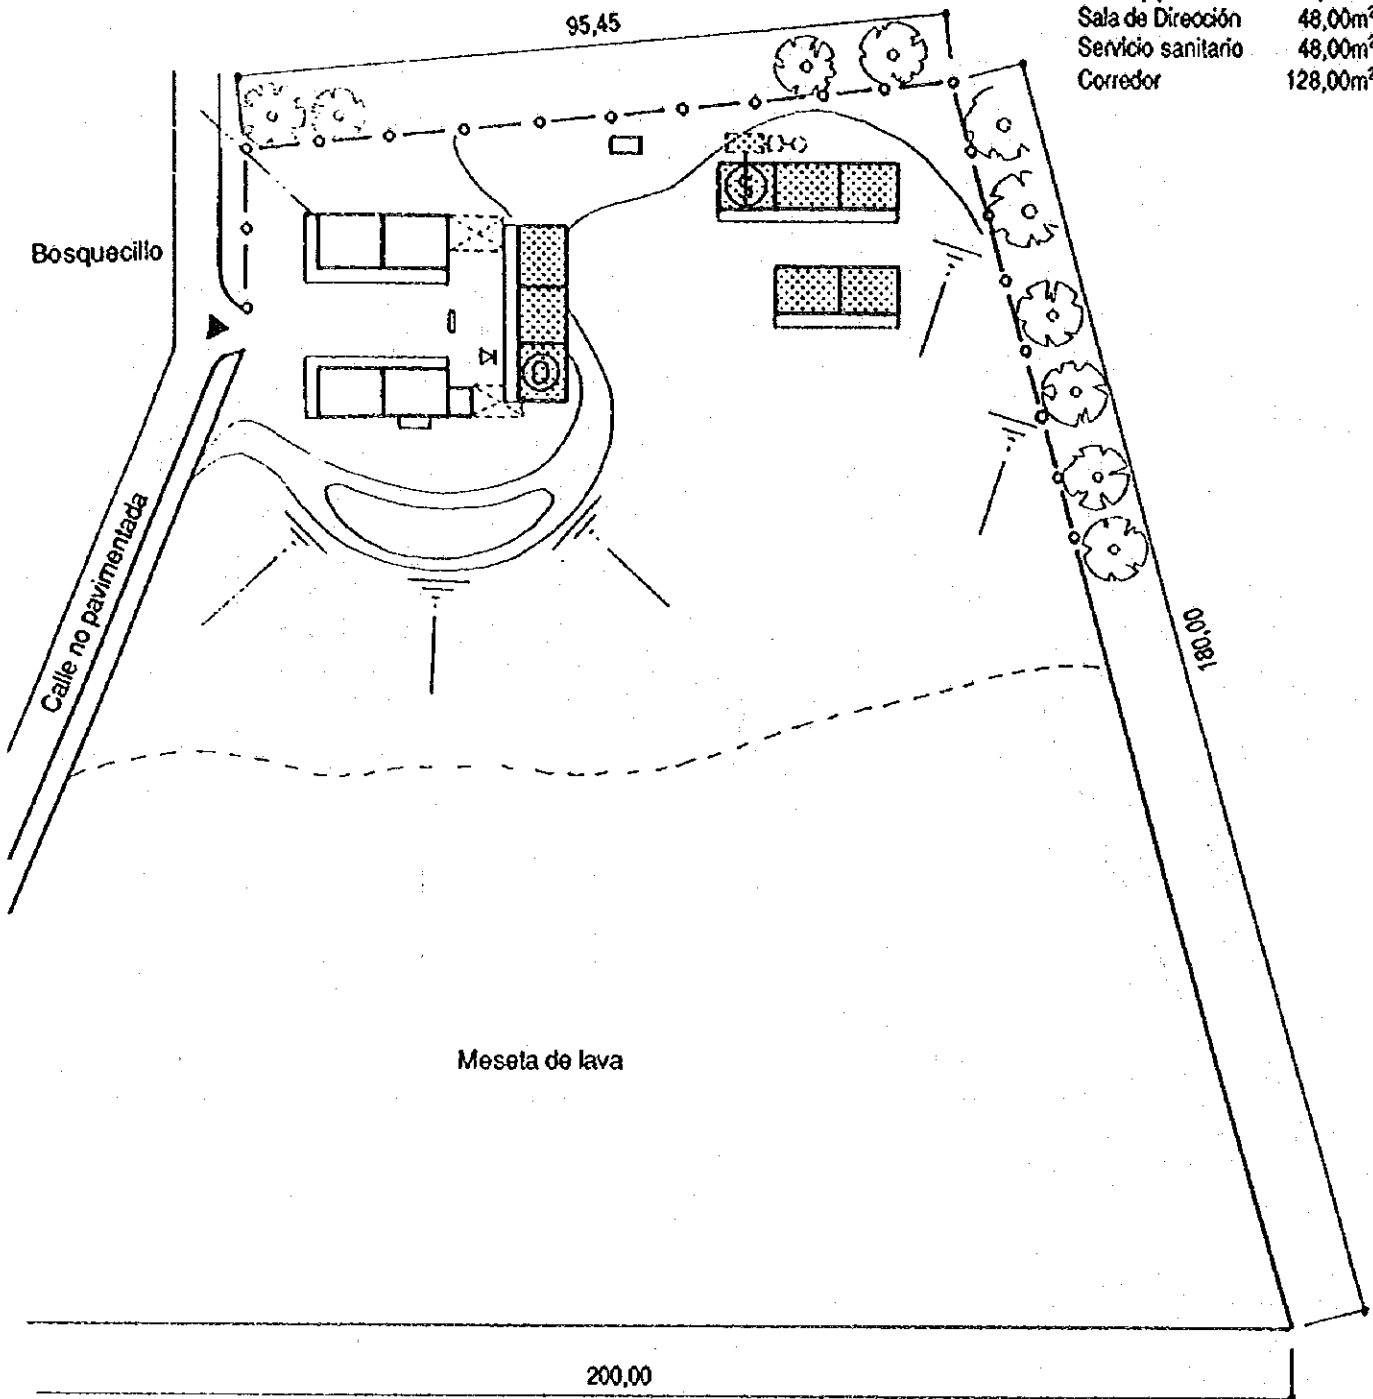 95,45
Sala de Dirección 48,00m²
Servicio sanitario 48,00m²
Corredor 128,00m²
Bosquecillo
Calle no pavimentada
180,00
Meseta de lava
200,00